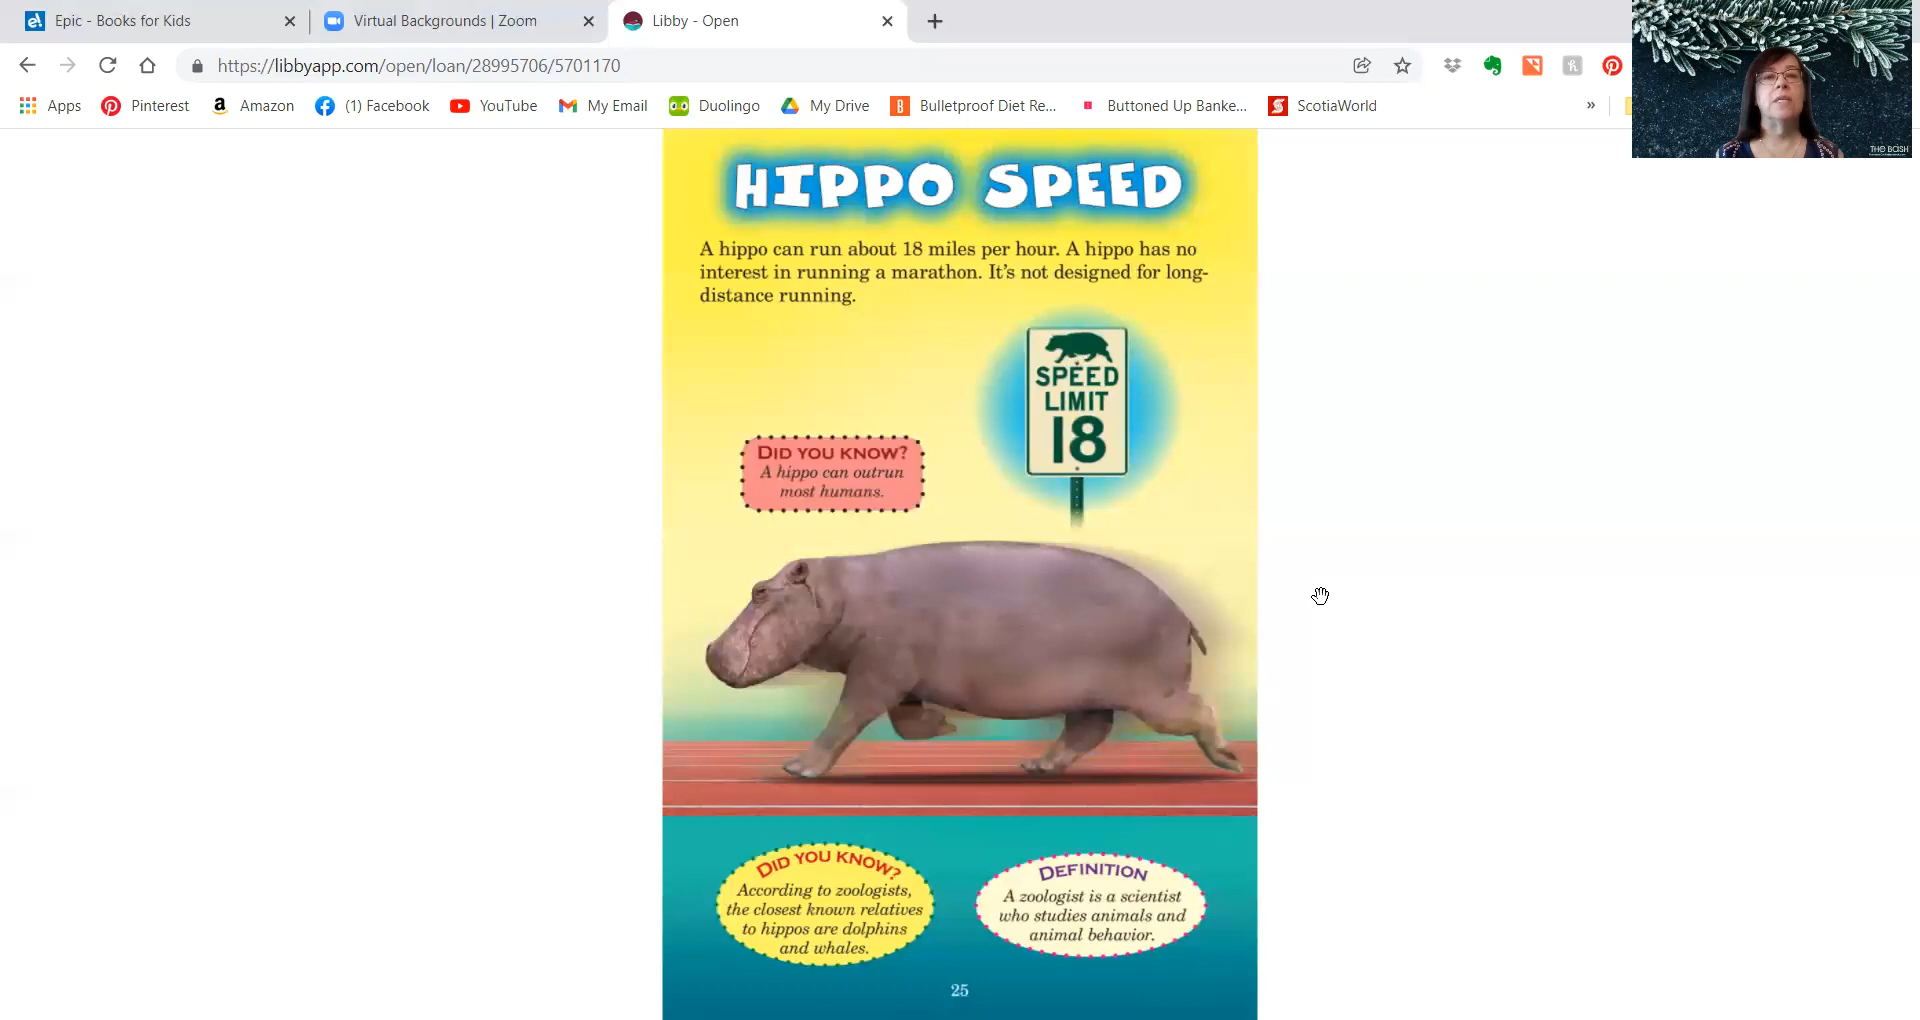 Epic - Books for Kids
Virtual Backgrounds | Zoom
Libby - Open
https://libbyapp.com/open/loan/28995706/5701170
Apps
Pinterest
Amazon
(1) Facebook
YouTube
My Email
Duolingo
My Drive
Bulletproof Diet Re...
Buttoned Up Banke...
ScotiaWorld
»
HIPPO SPEED
A hippo can run about 18 miles per hour. A hippo has no
interest in running a marathon. It's not designed for long-
distance running.
SPEED
LIMIT
18
DID YOU KNOW?
A hippo can outrun
most humans.
DID YOU KNOW?
According to zoologists,
the closest known relatives
to hippos are dolphins
and whales.
DEFINITION
A zoologist is a scientist
who studies animals and
animal behavior.
25
THE BASH